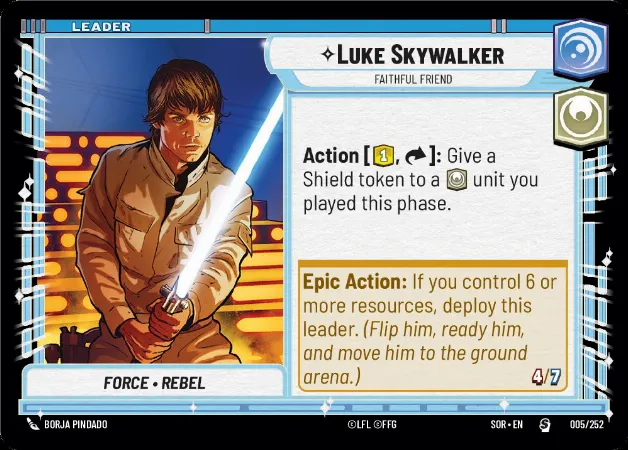 LEADER
LUKE SKYWALKER
FAITHFUL FRIEND
Action [1, ]: Give a
Shield token to a unit you
played this phase.
Epic Action: If you control 6 or
more resources, deploy this
leader. (Flip him, ready him,
and move him to the ground
arena.)
4/7
FORCE • REBEL
BORJA PINDADO
©LFL ©FFG
SOR • EN
005/252